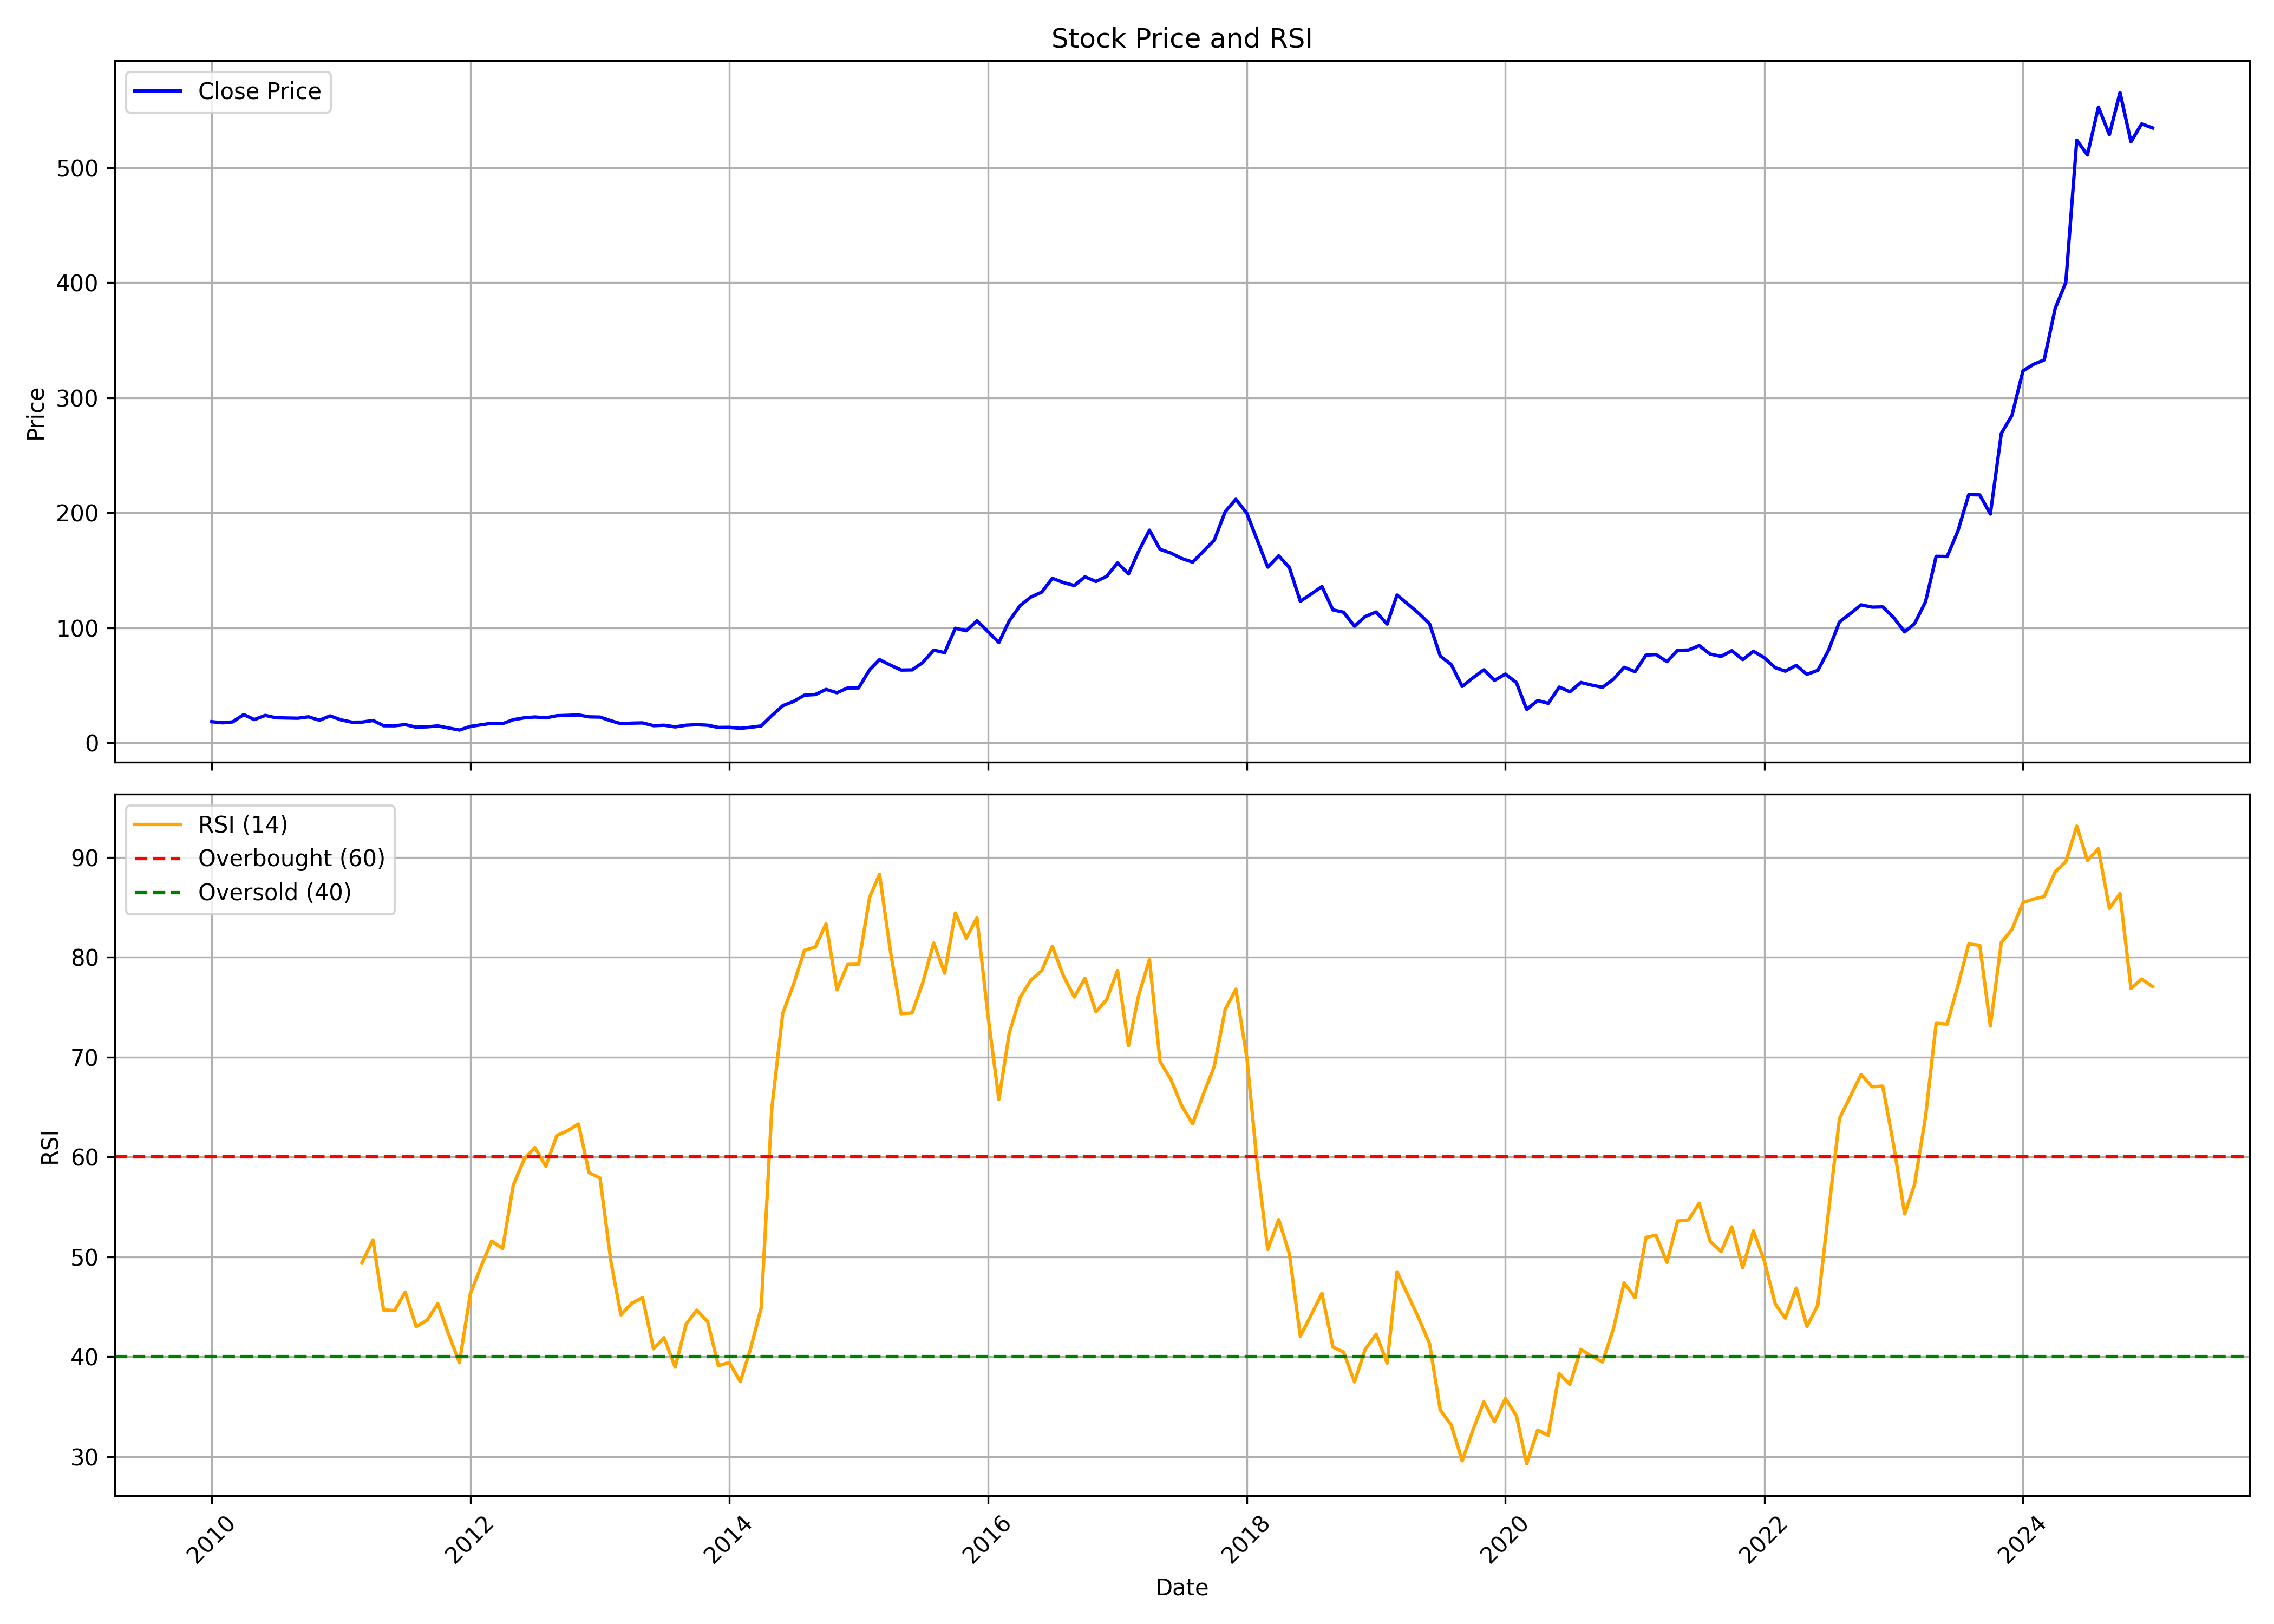 Stock Price and RSI
Close Price
Price
500
400
300
200
100
0
RSI (14)
Overbought (60)
Oversold (40)
RSI
90
80
70
60
50
40
30
2010
2012
2014
2016
2018
2020
2022
2024
Date